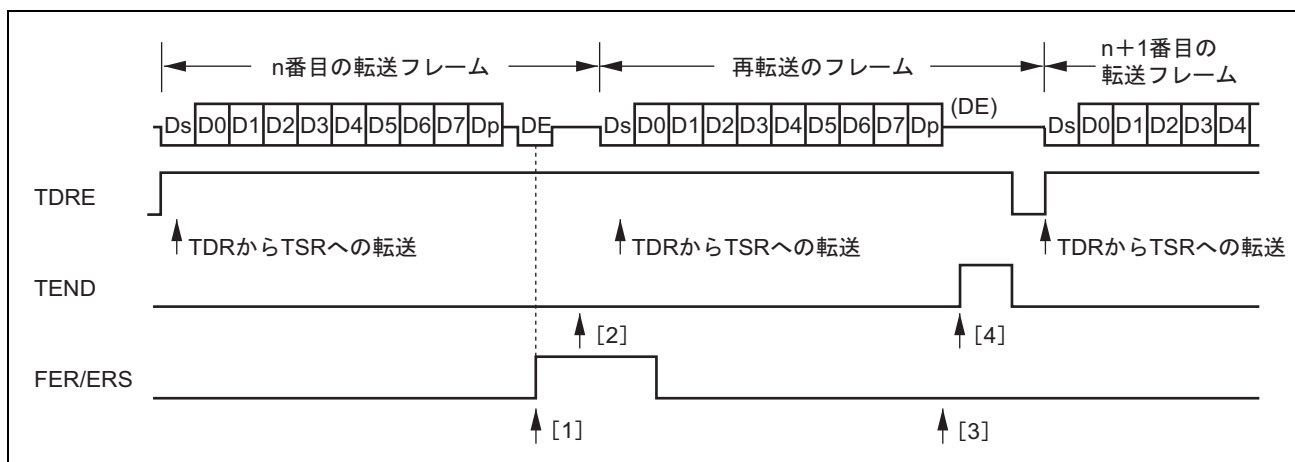 n番目の転送フレーム
再転送のフレーム
n+1番目の
転送フレーム
Ds D0 D1 D2 D3 D4 D5 D6 D7 Dp DE Ds D0 D1 D2 D3 D4 D5 D6 D7 Dp (DE) Ds D0 D1 D2 D3 D4
TDRE
TDRからTSRへの転送 TDRからTSRへの転送 TDRからTSRへの転送
TEND
[2] [4]
FER/ERS
[1] [3]